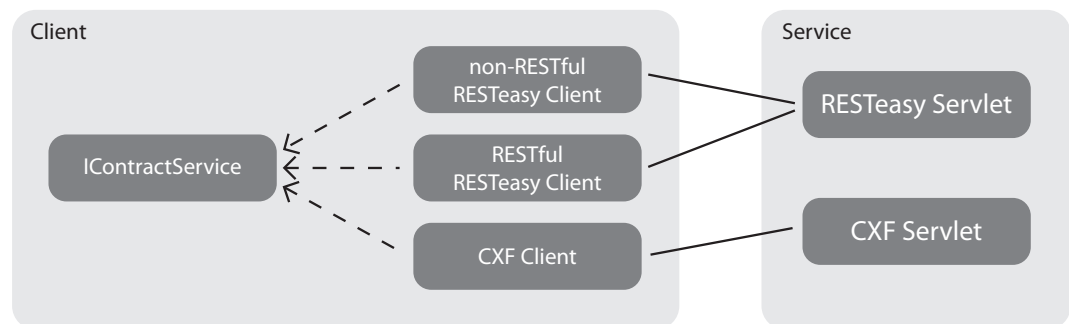 Client
Service
non-RESTful
RESTeasy Client
RESTeasy Servlet
IContractService
RESTful
RESTeasy Client
CXF Servlet
CXF Client